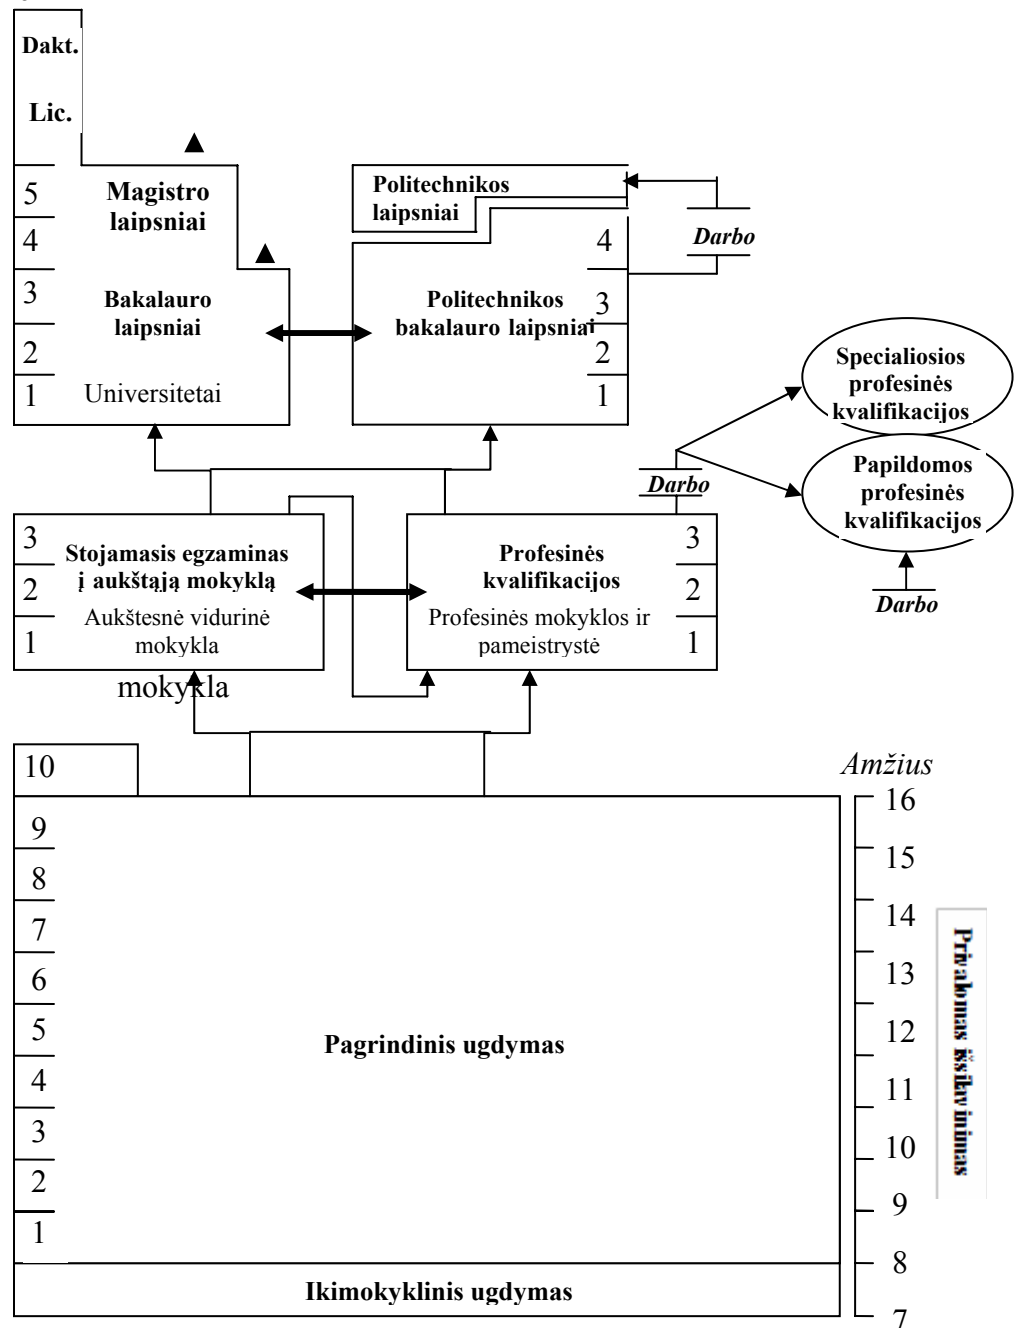 Dakt.
Lic.
5
4
3
2
1
Magistro
laipsniai
Bakalauro
laipsniai
Universitetai
Politechnikos
laipsniai
Politechnikos
bakalauro laipsniai
4
3
2
1
Darbo
Specialiosios
profesinės
kvalifikacijos
Papildomos
profesinės
kvalifikacijos
Darbo
Darbo
3
2
1
Stojamasis egzaminas
į aukštąją mokyklą
Aukštesnė vidurinė
mokykla
mokykla
Profesinės
kvalifikacijos
Profesinės mokyklos ir
pameistrystė
3
2
1
10
9
8
7
6
5
4
3
2
1
Pagrindinis ugdymas
Ikimokyklinis ugdymas
Amžius
16
15
14
13
12
11
10
9
8
7
Privalomas išsilavinimas